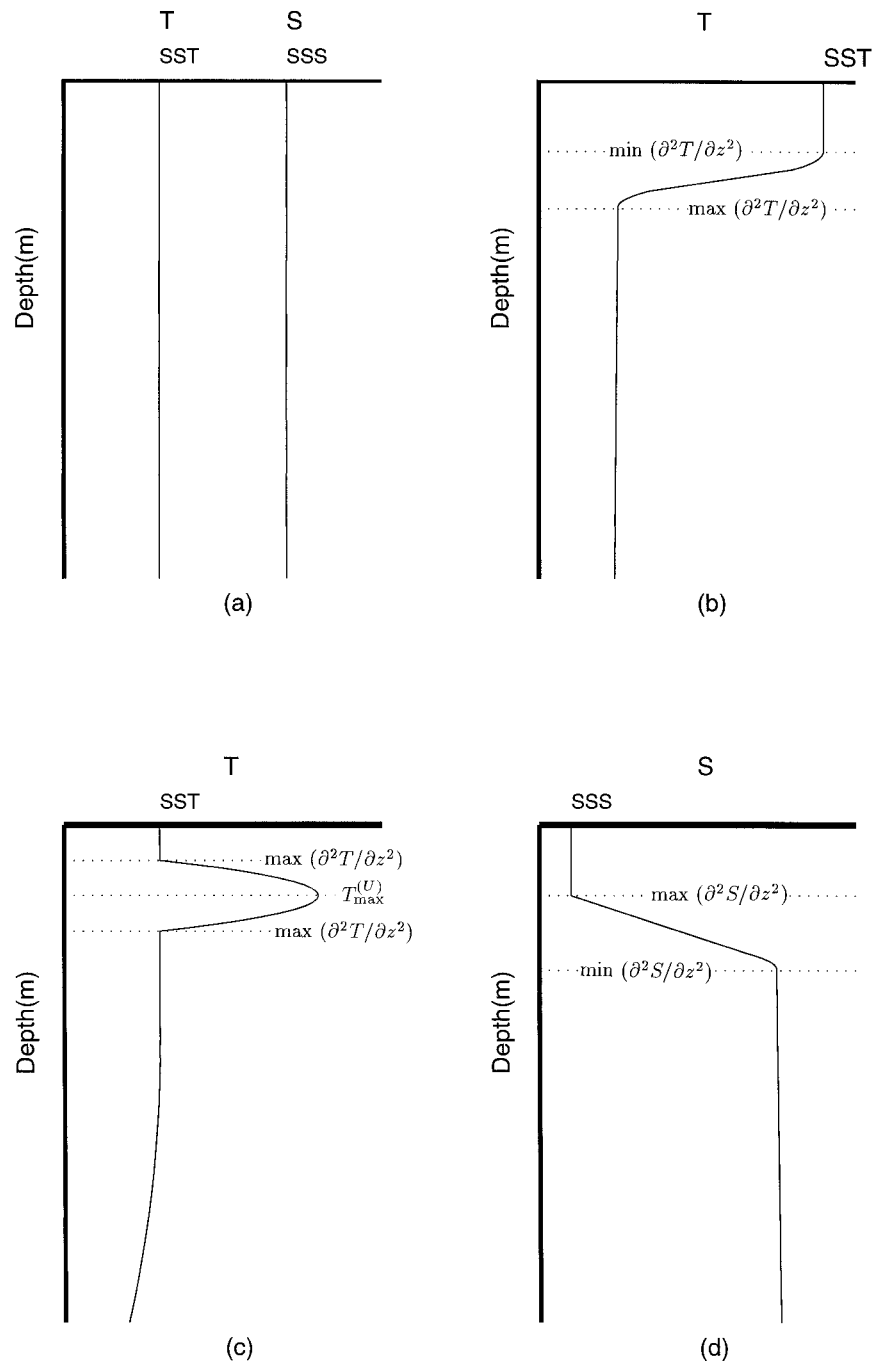 T S
SST SSS
Depth(m)
(a)
T
SST
min (∂²T/∂z²)
max (∂²T/∂z²)
Depth(m)
(b)
T
SST
max (∂²T/∂z²)
T_max^(U)
max (∂²T/∂z²)
Depth(m)
(c)
S
SSS
max (∂²S/∂z²)
min (∂²S/∂z²)
Depth(m)
(d)